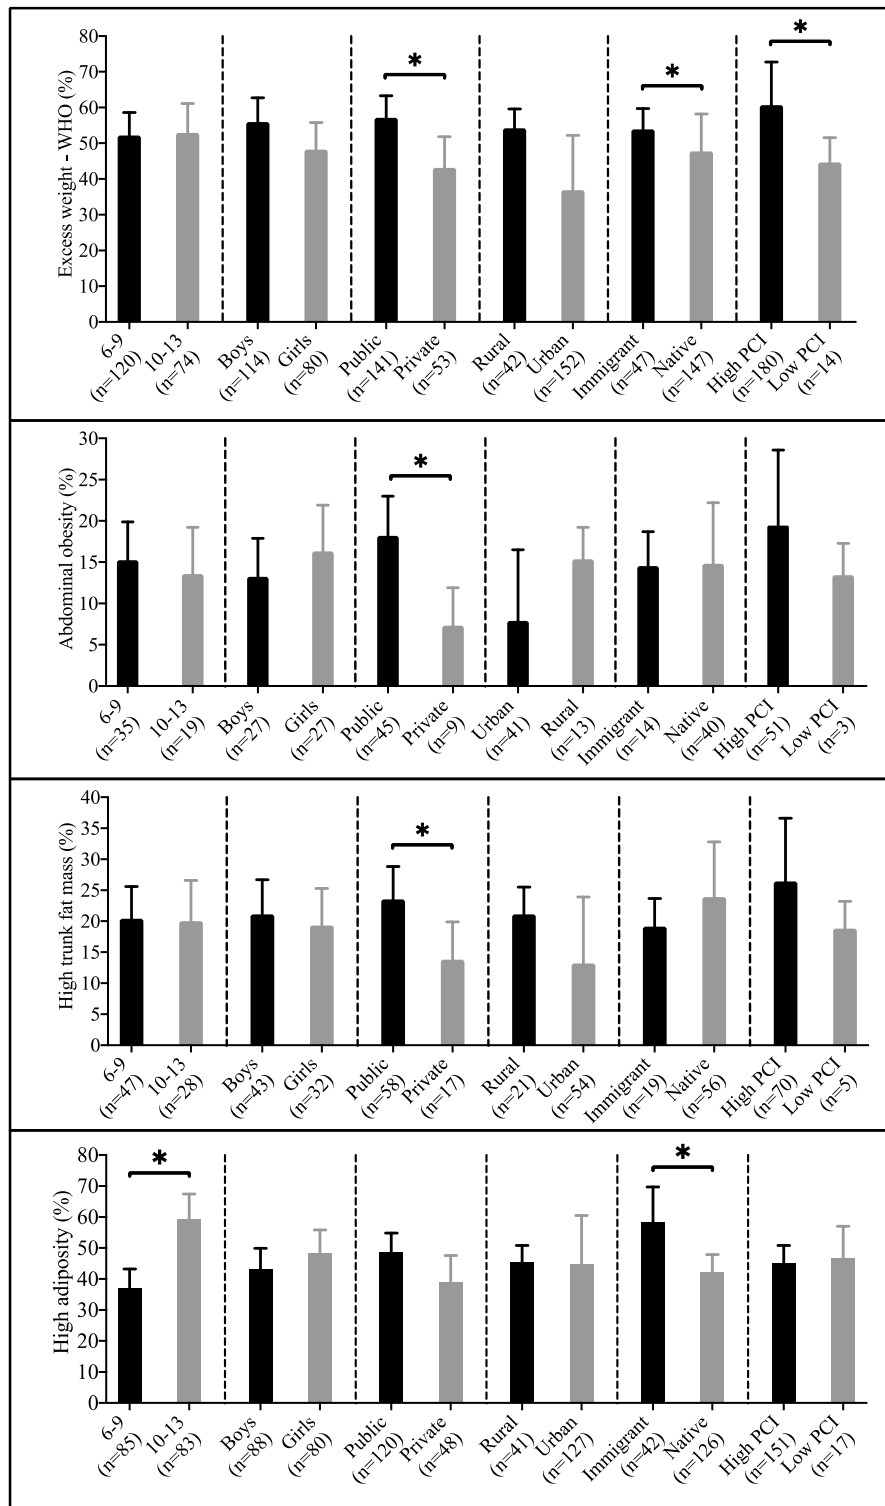 Excess weight - WHO (%)
80
70
60
50
40
30
20
10
0
*
*
*
6-9
(n=120)
10-13
(n=74)
Boys
(n=114)
Girls
(n=80)
Public
(n=141)
Private
(n=53)
Rural
(n=42)
Urban
(n=152)
Immigrant
(n=47)
Native
(n=147)
High PCI
(n=180)
Low PCI
(n=14)
Abdominal obesity (%)
30
25
20
15
10
5
0
*
6-9
(n=35)
10-13
(n=19)
Boys
(n=27)
Girls
(n=27)
Public
(n=45)
Private
(n=9)
Urban
(n=41)
Rural
(n=13)
Immigrant
(n=14)
Native
(n=40)
High PCI
(n=51)
Low PCI
(n=3)
High trunk fat mass (%)
40
35
30
25
20
15
10
5
0
*
6-9
(n=47)
10-13
(n=28)
Boys
(n=43)
Girls
(n=32)
Public
(n=58)
Private
(n=17)
Rural
(n=21)
Urban
(n=54)
Immigrant
(n=19)
Native
(n=56)
High PCI
(n=70)
Low PCI
(n=5)
High adiposity (%)
80
70
60
50
40
30
20
10
0
*
*
6-9
(n=85)
10-13
(n=83)
Boys
(n=88)
Girls
(n=80)
Public
(n=120)
Private
(n=48)
Rural
(n=41)
Urban
(n=127)
Immigrant
(n=42)
Native
(n=126)
High PCI
(n=151)
Low PCI
(n=17)